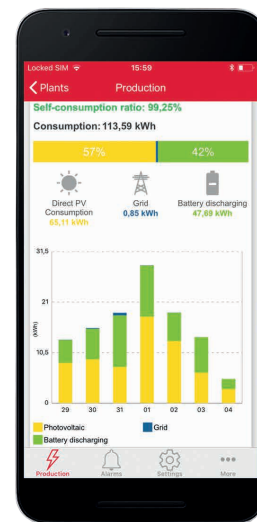 Locked SIM 15:59
Plants Production
Self-consumption ratio: 99,25%
Consumption: 113,59 kWh
57% 42%
Direct PV Consumption
65,11 kWh
Grid
0,85 kWh
Battery discharging
47,69 kWh
31,5
21
10,5
0
(kWh)
29 30 31 01 02 03 04
Photovoltaic Grid
Battery discharging
Production Alarms Settings More